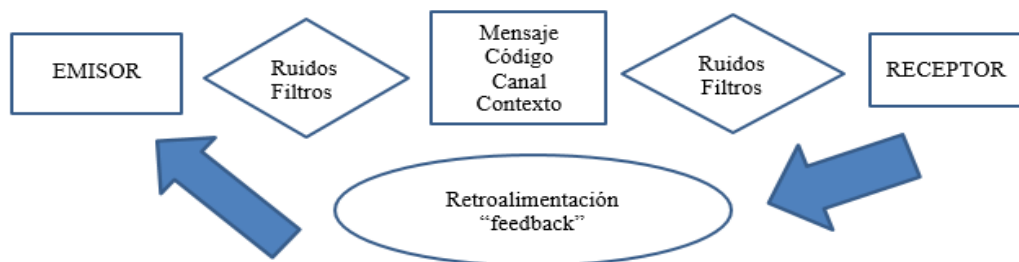 EMISOR
Ruidos
Filtros
Mensaje
Código
Canal
Contexto
Ruidos
Filtros
RECEPTOR
Retroalimentación
“feedback”